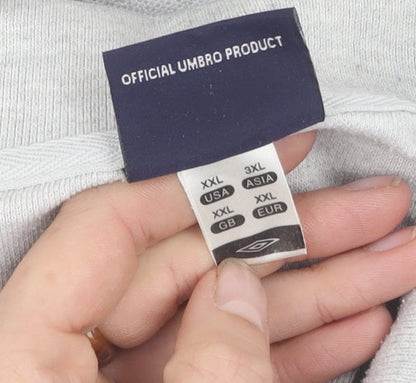 OFFICIAL UMBRO PRODUCT
XXL 3XL
USA ASIA
XXL XXL
GB EUR